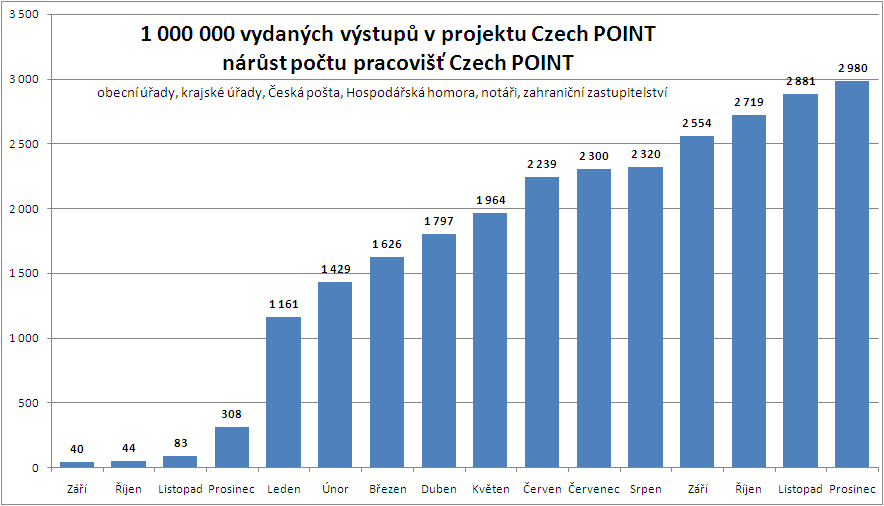 1 000 000 vydaných výstupů v projektu Czech POINT
nárůst počtu pracovišť Czech POINT
obecní úřady, krajské úřady, Česká pošta, Hospodářská homora, notáři, zahraniční zastupitelství
3 500
3 000
2 500
2 000
1 500
1 000
500
0
40
44
83
308
1 161
1 429
1 626
1 797
1 964
2 239
2 300
2 320
2 554
2 719
2 881
2 980
Září
Říjen
Listopad
Prosinec
Leden
Únor
Březen
Duben
Květen
Červen
Červenec
Srpen
Září
Říjen
Listopad
Prosinec